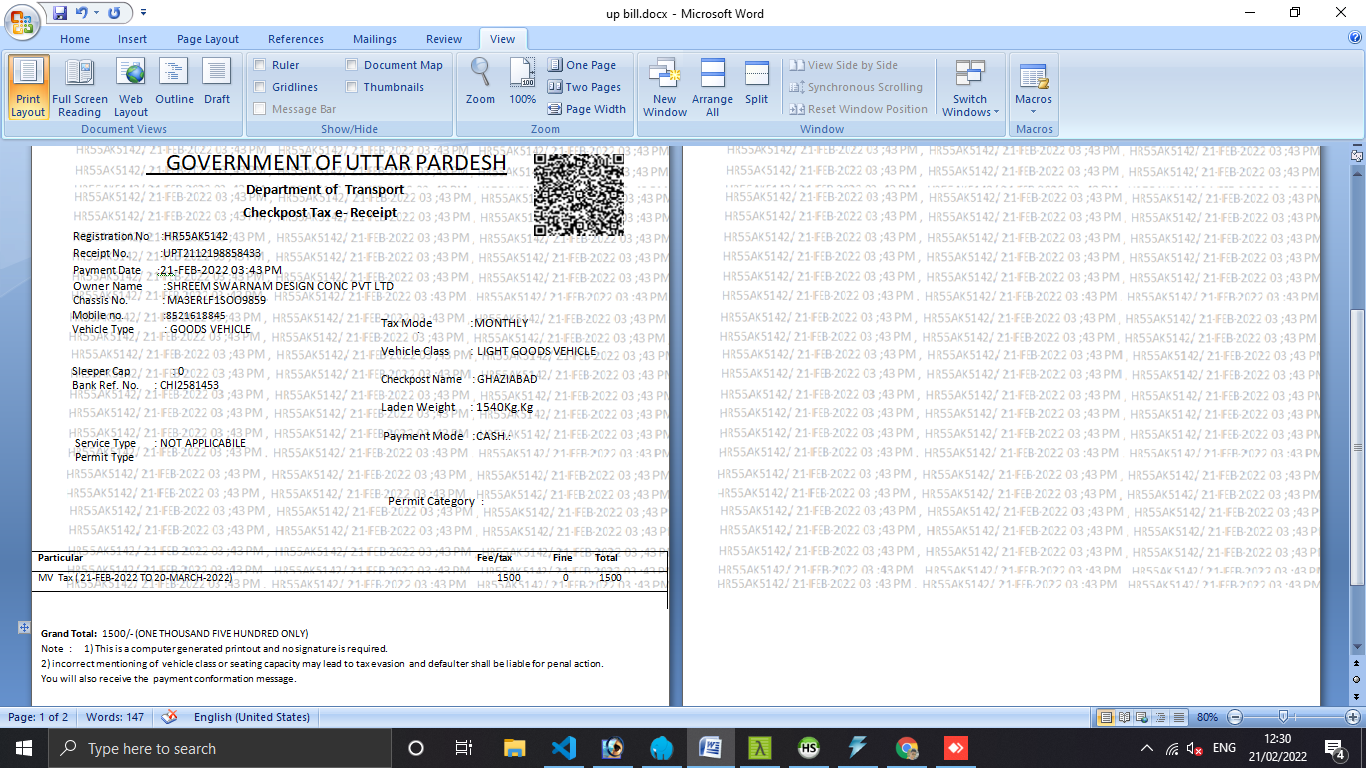 up bill.docx - Microsoft Word
Home Insert Page Layout References Mailings Review View
Print Layout
Full Screen Reading
Web Layout
Outline
Draft
Document Views
Ruler
Gridlines
Message Bar
Document Map
Thumbnails
Show/Hide
Zoom
100%
One Page
Two Pages
Page Width
Zoom
New Window
Arrange All
Split
View Side by Side
Synchronous Scrolling
Reset Window Position
Window
Switch Windows
Macros
Macros
GOVERNMENT OF UTTAR PARDESH
Department of Transport
Checkpost Tax e- Receipt
Registration No :HR55AK5142
Receipt No. : UPT2112198858433
Payment Date :21-FEB-2022 03:43 PM
Owner Name :SHREEM SWARNAM DESIGN CONC PVT LTD
Chassis No. : MA3ERLF1SOO9859
Mobile no. :8521618845
Vehicle Type : GOODS VEHICLE
Tax Mode :MONTHLY
Vehicle Class : LIGHT GOODS VEHICLE
Sleeper Cap : 0
Checkpost Name : GHAZIABAD
Bank Ref. No. : CHI2581453
Laden Weight : 1540Kg.Kg
Payment Mode :CASH.:
Service Type : NOT APPLICABILE
Permit Type
Permit Category :
HR55AK5142/ 21-FEB-2022 03 ;43 PM ,
Particular Fee/tax Fine Total
MV Tax ( 21-FEB-2022 TO 20-MARCH-2022) 1500 0 1500
Grand Total: 1500/- (ONE THOUSAND FIVE HUNDRED ONLY)
Note : 1) This is a computer generated printout and no signature is required.
2) incorrect mentioning of vehicle class or seating capacity may lead to tax evasion and defaulter shall be liable for penal action.
You will also receive the payment conformation message.
Page: 1 of 2 Words: 147 English (United States) 80%
Type here to search
ENG
12:30
21/02/2022
4